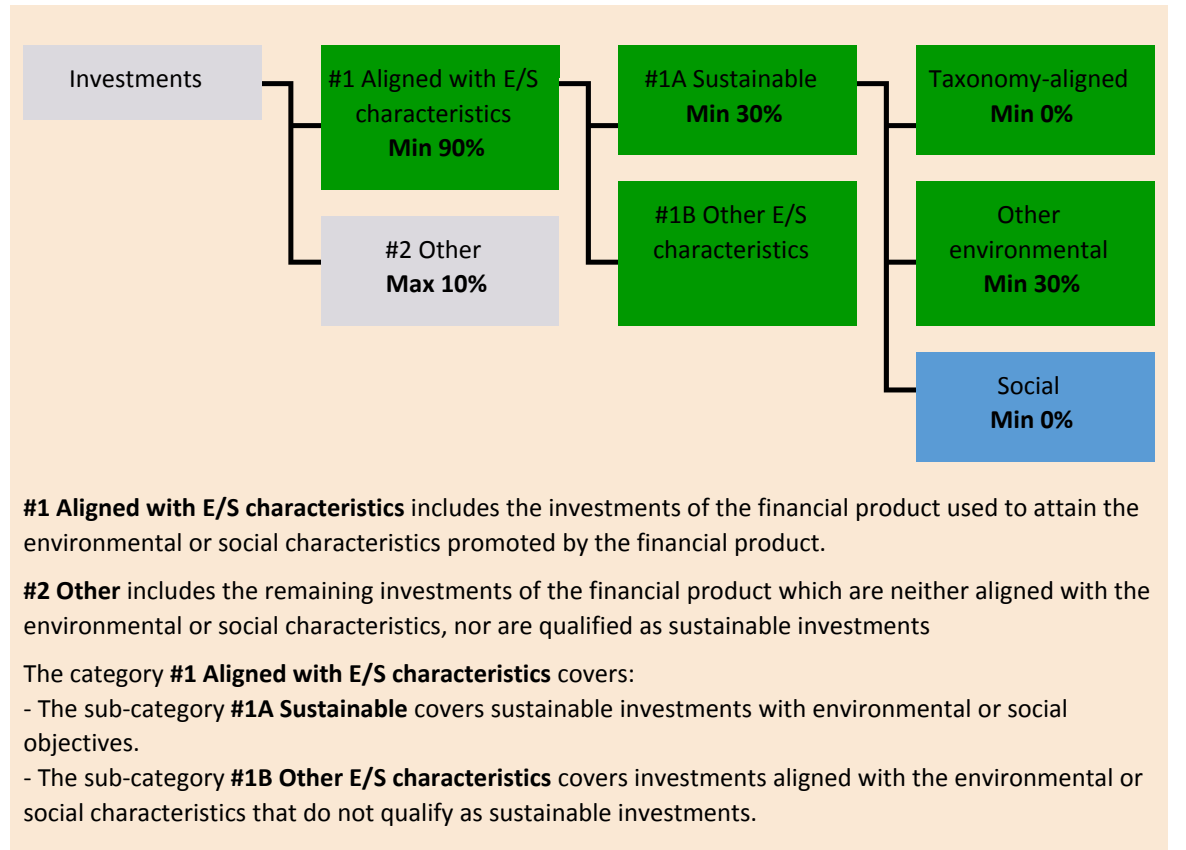 Investments
#1 Aligned with E/S
characteristics
Min 90%
#2 Other
Max 10%
#1A Sustainable
Min 30%
#1B Other E/S
characteristics
Taxonomy-aligned
Min 0%
Other
environmental
Min 30%
Social
Min 0%
#1 Aligned with E/S characteristics includes the investments of the financial product used to attain the
environmental or social characteristics promoted by the financial product.
#2 Other includes the remaining investments of the financial product which are neither aligned with the
environmental or social characteristics, nor are qualified as sustainable investments
The category #1 Aligned with E/S characteristics covers:
- The sub-category #1A Sustainable covers sustainable investments with environmental or social
objectives.
- The sub-category #1B Other E/S characteristics covers investments aligned with the environmental or
social characteristics that do not qualify as sustainable investments.